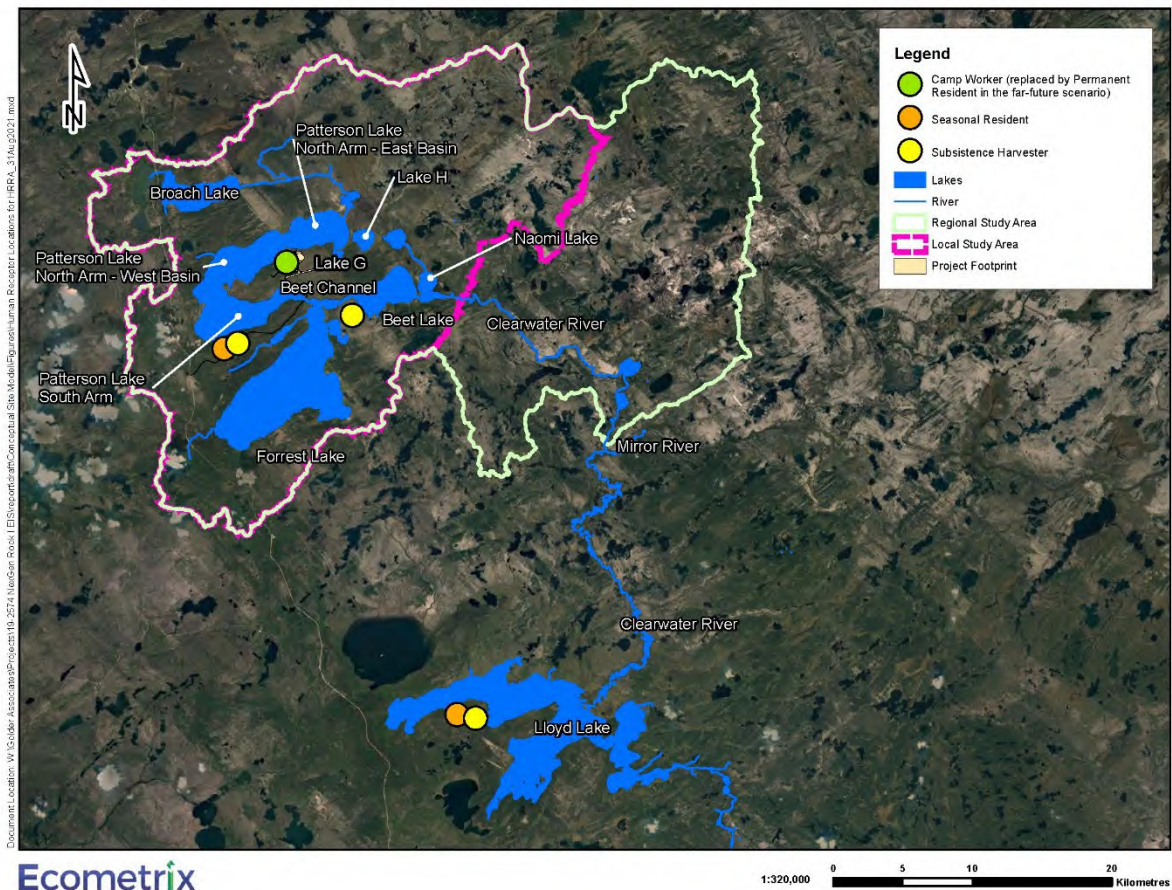 Legend
Camp Worker (replaced by Permanent
Resident in the far-future scenario)
Seasonal Resident
Subsistence Harvester
Lakes
River
Regional Study Area
Local Study Area
Project Footprint
N
Patterson Lake
North Arm - East Basin
Lake H
Broach Lake
Naomi Lake
Patterson Lake
North Arm - West Basin
Lake G
Beet Channel
Beet Lake
Clearwater River
Patterson Lake
South Arm
Forrest Lake
Mirror River
Clearwater River
Lloyd Lake
Ecometrix
1:320,000
0 5 10 20
Kilometres